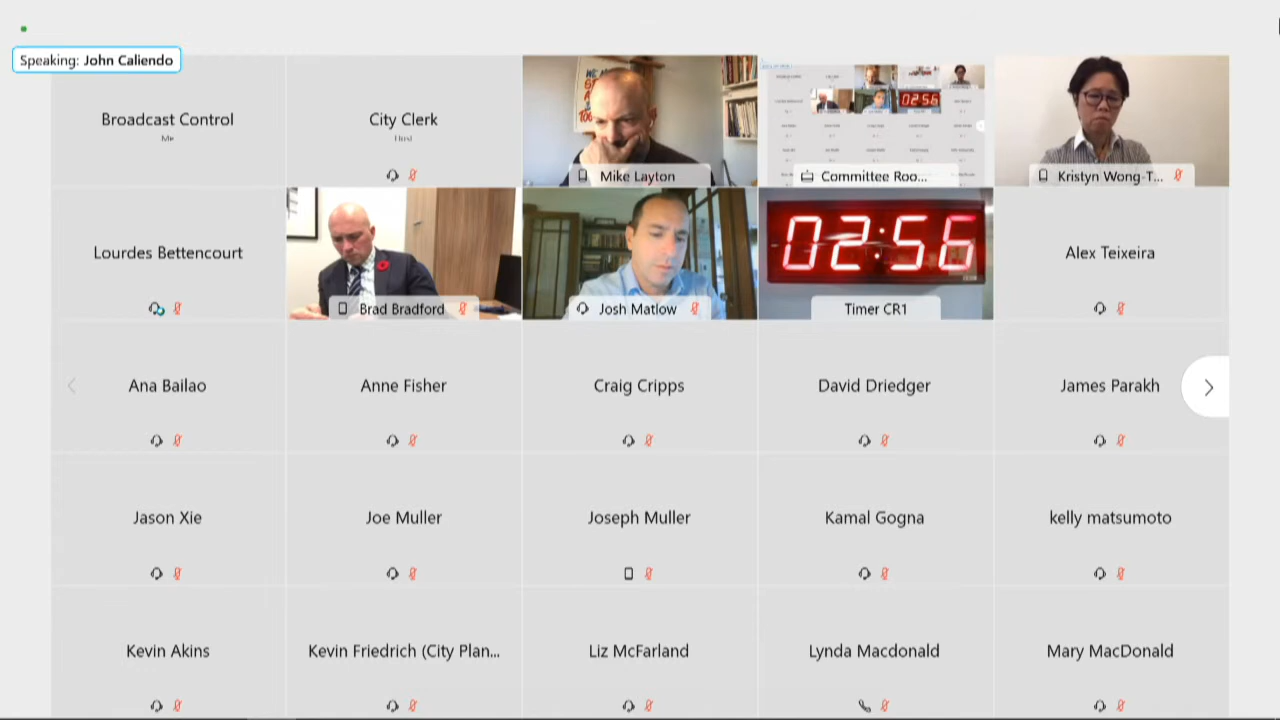 Speaking: John Caliendo
Broadcast Control
Me
City Clerk
Host
Mike Layton
02:56
Committee Roo...
Kristyn Wong-T...
Lourdes Bettencourt
Brad Bradford
Josh Matlow
02:56
Timer CR1
Alex Teixeira
Ana Bailao
Anne Fisher
Craig Cripps
David Driedger
James Parakh
Jason Xie
Joe Muller
Joseph Muller
Kamal Gogna
kelly matsumoto
Kevin Akins
Kevin Friedrich (City Plan...
Liz McFarland
Lynda Macdonald
Mary MacDonald